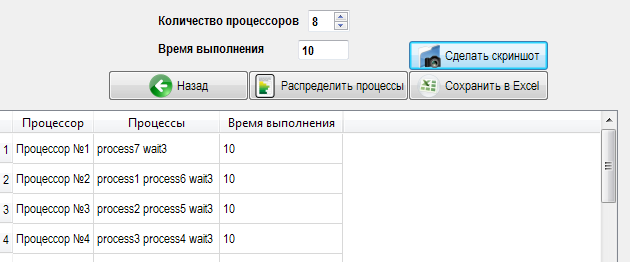 Количество процессоров 8
Время выполнения 10
Сделать скриншот
Назад Распределить процессы Сохранить в Excel
Процессор Процессы Время выполнения
1 Процессор №1 process7 wait3 10
2 Процессор №2 process1 process6 wait3 10
3 Процессор №3 process2 process5 wait3 10
4 Процессор №4 process3 process4 wait3 10